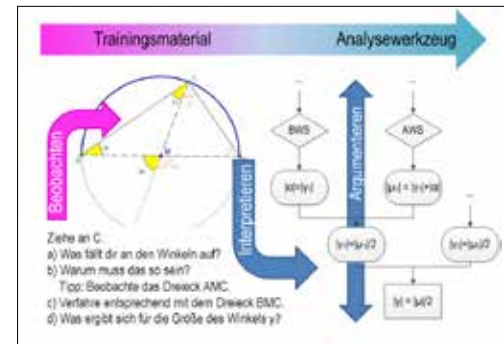 Trainingsmaterial
Analysewerkzeug
Beobachten
Interpretieren
Argumentieren
BWS
AWS
Ziehe an C.
a) Was fällt dir an den Winkeln auf?
b) Warum muss das so sein?
Tipp: Beobachte das Dreieck AMC.
c) Verfahre entsprechend mit dem Dreieck BMC.
d) Was ergibt sich für die Größe des Winkels γ?